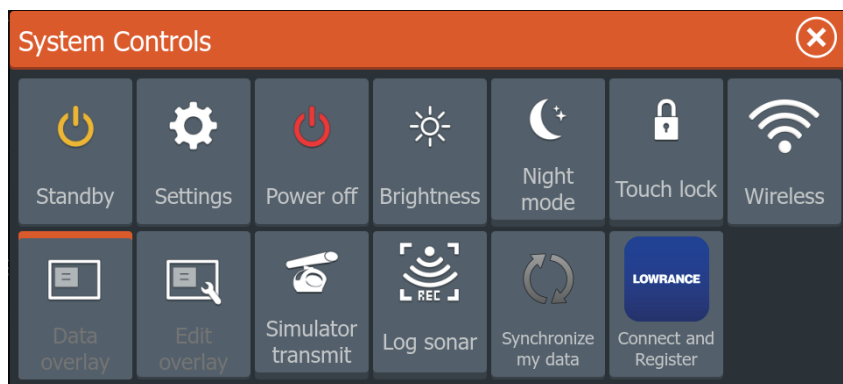 System Controls
Standby
Settings
Power off
Brightness
Night
mode
Touch lock
Wireless
Data
overlay
Edit
overlay
Simulator
transmit
REC
Log sonar
Synchronize
my data
LOWRANCE
Connect and
Register